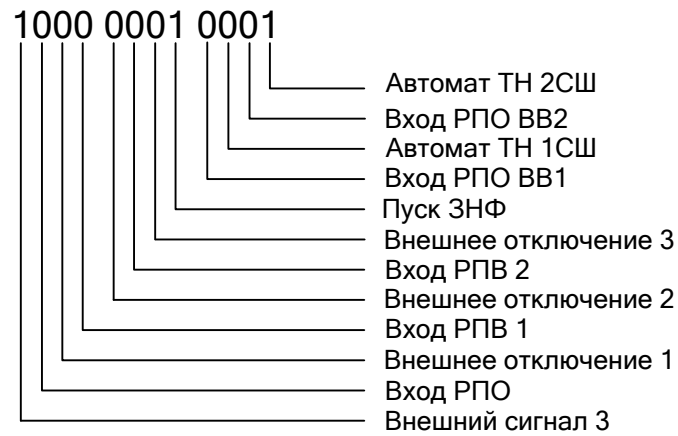 1000 0001 0001
Автомат ТН 2СШ
Вход РПО ВВ2
Автомат ТН 1СШ
Вход РПО ВВ1
Пуск ЗНФ
Внешнее отключение 3
Вход РПВ 2
Внешнее отключение 2
Вход РПВ 1
Внешнее отключение 1
Вход РПО
Внешний сигнал 3